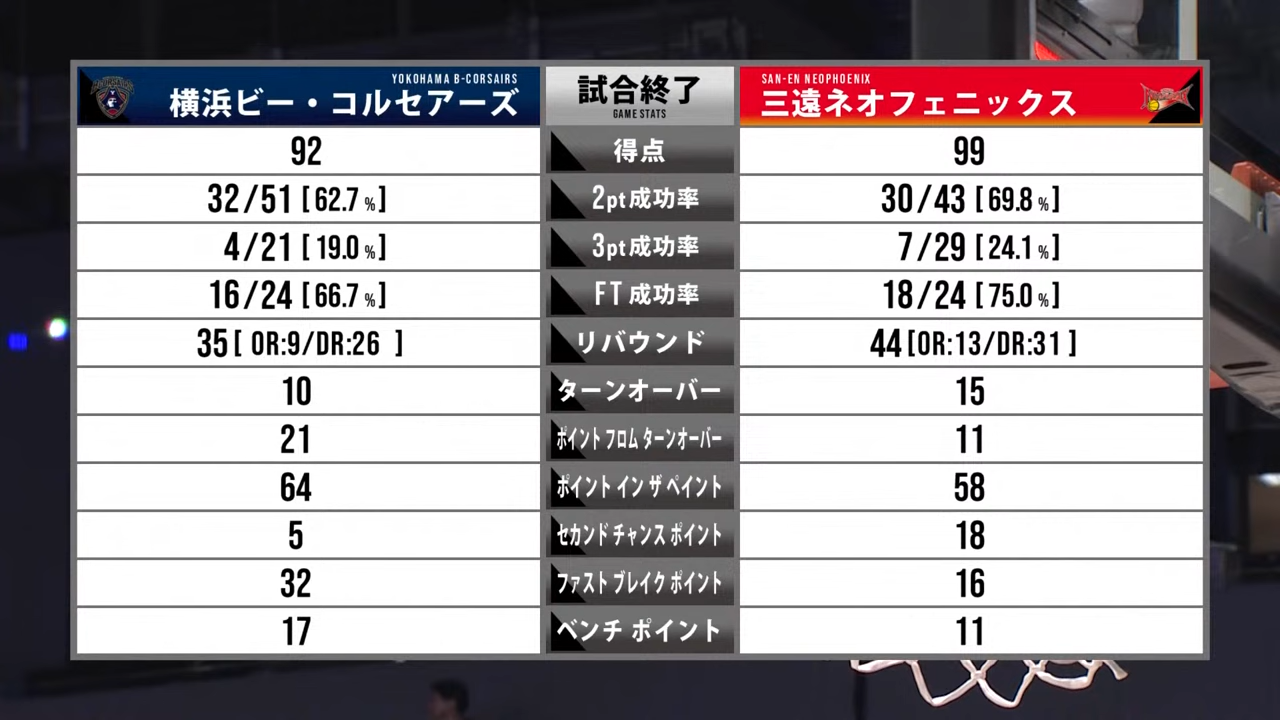 YOKOHAMA B-CORSAIRS
横浜ビー・コルセアーズ
試合終了
GAME STATS
SAN-EN NEOPHOENIX
三遠ネオフェニックス
92 得点 99
32/51 [62.7%] 2pt成功率 30/43 [69.8%]
4/21 [19.0%] 3pt成功率 7/29 [24.1%]
16/24 [66.7%] FT成功率 18/24 [75.0%]
35 [OR:9/DR:26 ] リバウンド 44 [OR:13/DR:31 ]
10 ターンオーバー 15
21 ポイント フロム ターンオーバー 11
64 ポイント イン ザ ペイント 58
5 セカンド チャンス ポイント 18
32 ファスト ブレイク ポイント 16
17 ベンチ ポイント 11